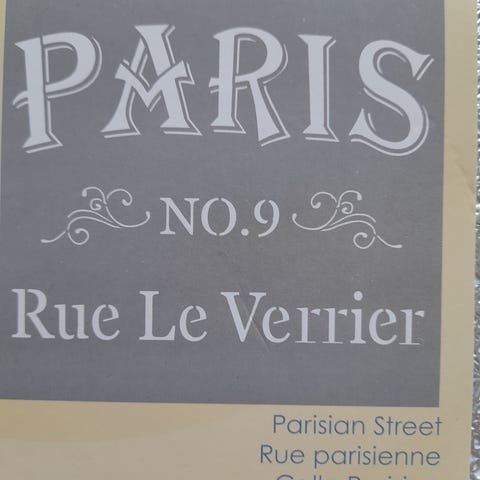 PARIS
NO.9
Rue Le Verrier
Parisian Street
Rue parisienne